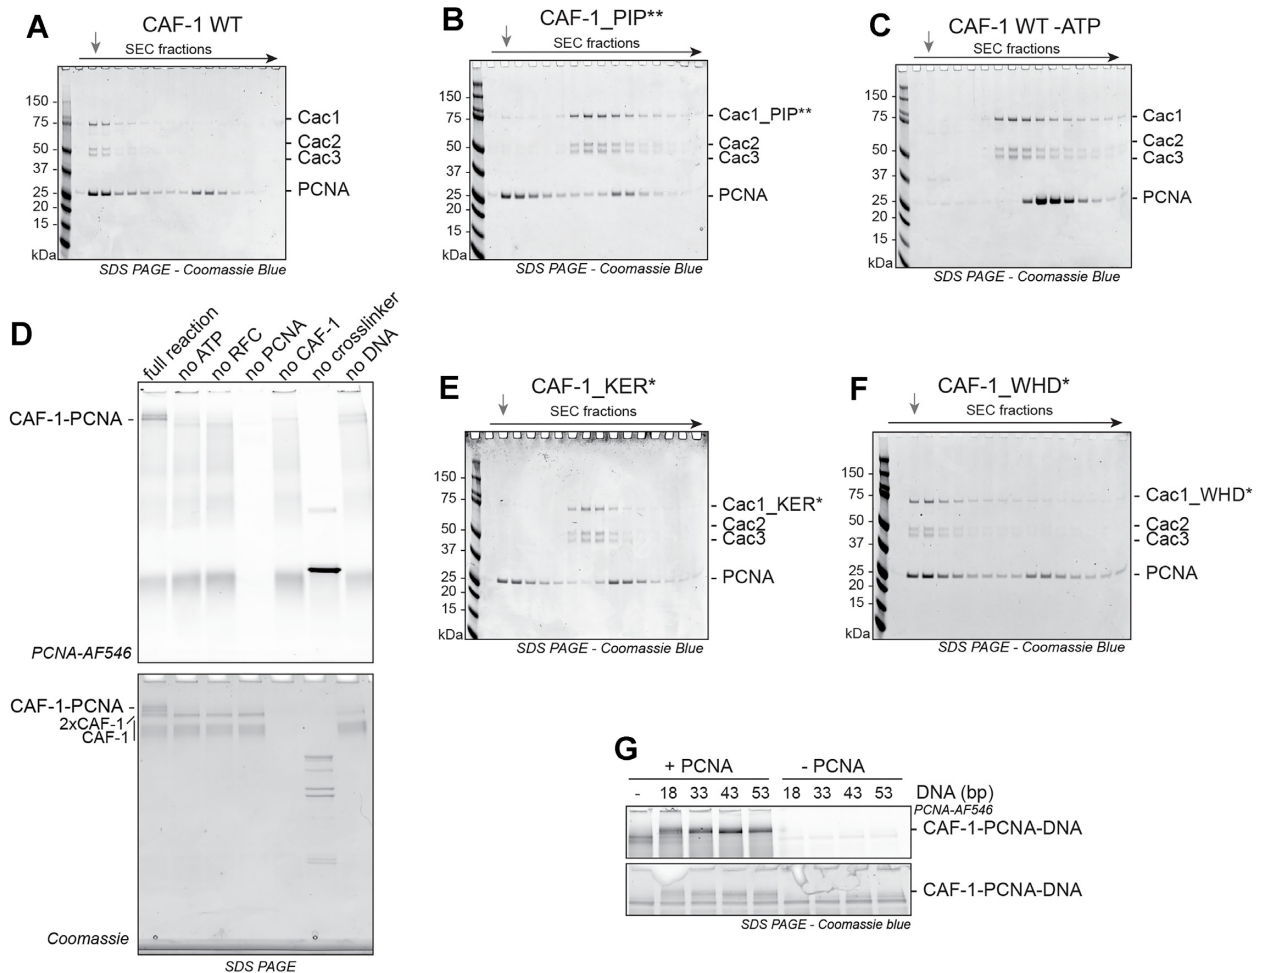 A
CAF-1 WT
SEC fractions
150
75
50
37
25
20
15
kDa
Cac1
Cac2
Cac3
PCNA
SDS PAGE - Coomassie Blue
B
CAF-1_PIP**
SEC fractions
150
75
50
37
25
20
15
kDa
Cac1_PIP**
Cac2
Cac3
PCNA
SDS PAGE - Coomassie Blue
C
CAF-1 WT -ATP
SEC fractions
150
75
50
37
25
20
15
kDa
Cac1
Cac2
Cac3
PCNA
SDS PAGE - Coomassie Blue
D
full reaction
no ATP
no RFC
no PCNA
no CAF-1
no crosslinker
no DNA
CAF-1-PCNA
PCNA-AF546
CAF-1-PCNA
2xCAF-1
CAF-1
Coomassie
SDS PAGE
E
CAF-1_KER*
SEC fractions
150
75
50
37
25
20
15
kDa
Cac1_KER*
Cac2
Cac3
PCNA
SDS PAGE - Coomassie Blue
F
CAF-1_WHD*
SEC fractions
150
75
50
37
25
20
15
kDa
Cac1_WHD*
Cac2
Cac3
PCNA
SDS PAGE - Coomassie Blue
G
+ PCNA - PCNA
- 18 33 43 53 18 33 43 53 DNA (bp)
PCNA-AF546
CAF-1-PCNA-DNA
CAF-1-PCNA-DNA
SDS PAGE - Coomassie blue